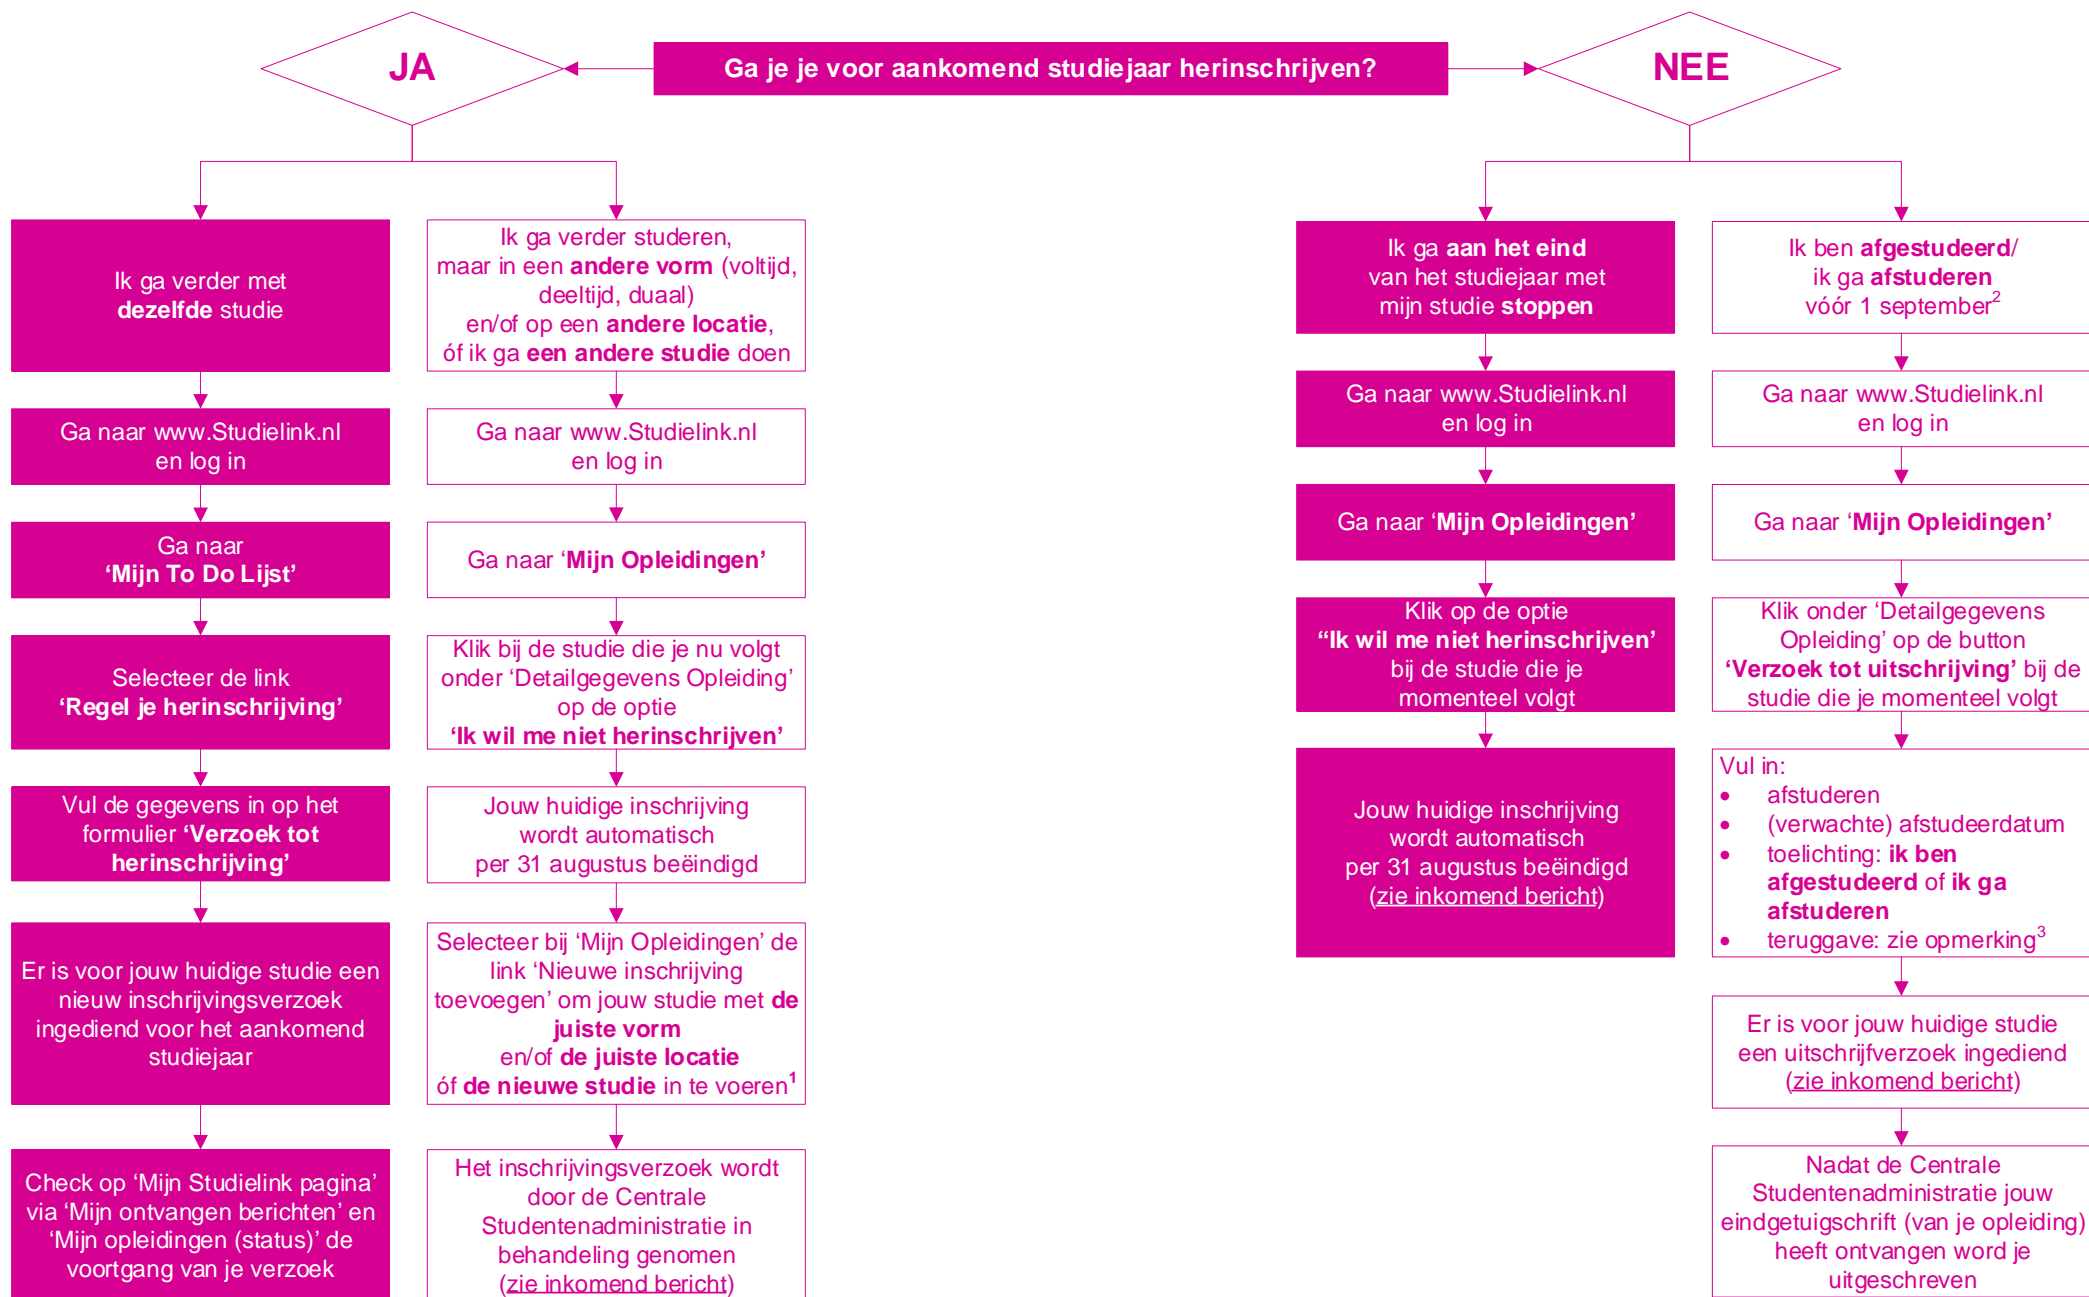 Ga je je voor aankomend studiejaar herinschrijven?
JA
NEE
Ik ga verder met
dezelfde studie
Ga naar www.Studielink.nl
en log in
Ga naar
‘Mijn To Do Lijst’
Selecteer de link
‘Regel je herinschrijving’
Vul de gegevens in op het
formulier ‘Verzoek tot
herinschrijving’
Er is voor jouw huidige studie een
nieuw inschrijvingsverzoek
ingediend voor het aankomend
studiejaar
Check op ‘Mijn Studielink pagina’
via ‘Mijn ontvangen berichten’ en
‘Mijn opleidingen (status)’ de
voortgang van je verzoek
Ik ga verder studeren,
maar in een andere vorm (voltijd,
deeltijd, duaal)
en/of op een andere locatie,
óf ik ga een andere studie doen
Ga naar www.Studielink.nl
en log in
Ga naar ‘Mijn Opleidingen’
Klik bij de studie die je nu volgt
onder ‘Detailgegevens Opleiding’
op de optie
‘Ik wil me niet herinschrijven’
Jouw huidige inschrijving
wordt automatisch
per 31 augustus beëindigd
Selecteer bij ‘Mijn Opleidingen’ de
link ‘Nieuwe inschrijving
toevoegen’ om jouw studie met de
juiste vorm
en/of de juiste locatie
óf de nieuwe studie in te voeren¹
Het inschrijvingsverzoek wordt
door de Centrale
Studentenadministratie in
behandeling genomen
(zie inkomend bericht)
Ik ga aan het eind
van het studiejaar met
mijn studie stoppen
Ga naar www.Studielink.nl
en log in
Ga naar ‘Mijn Opleidingen’
Klik op de optie
“Ik wil me niet herinschrijven’
bij de studie die je
momenteel volgt
Jouw huidige inschrijving
wordt automatisch
per 31 augustus beëindigd
(zie inkomend bericht)
Ik ben afgestudeerd/
ik ga afstuderen
vóór 1 september²
Ga naar www.Studielink.nl
en log in
Ga naar ‘Mijn Opleidingen’
Klik onder ‘Detailgegevens
Opleiding’ op de button
‘Verzoek tot uitschrijving’ bij de
studie die je momenteel volgt
Vul in:
• afstuderen
• (verwachte) afstudeerdatum
• toelichting: ik ben
afgestudeerd of ik ga
afstuderen
• teruggave: zie opmerking³
Er is voor jouw huidige studie
een uitschrijfverzoek ingediend
(zie inkomend bericht)
Nadat de Centrale
Studentenadministratie jouw
eindgetuigschrift (van je opleiding)
heeft ontvangen word je
uitgeschreven